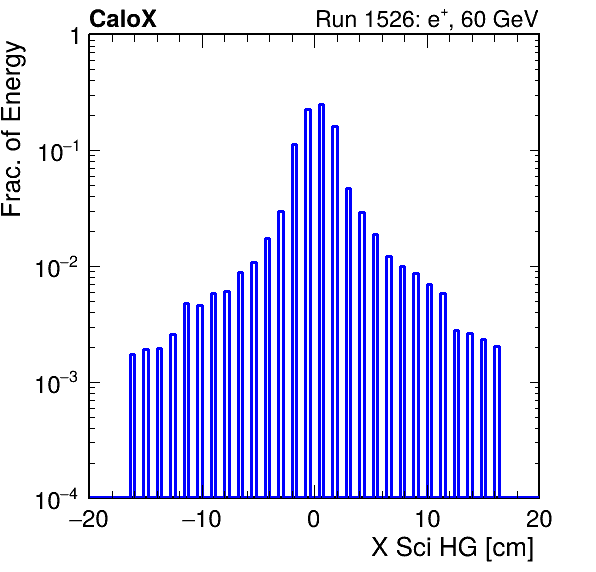 CaloX Run 1526: e⁺, 60 GeV
Frac. of Energy
1
10⁻¹
10⁻²
10⁻³
10⁻⁴
−20 −10 0 10 20
X Sci HG [cm]